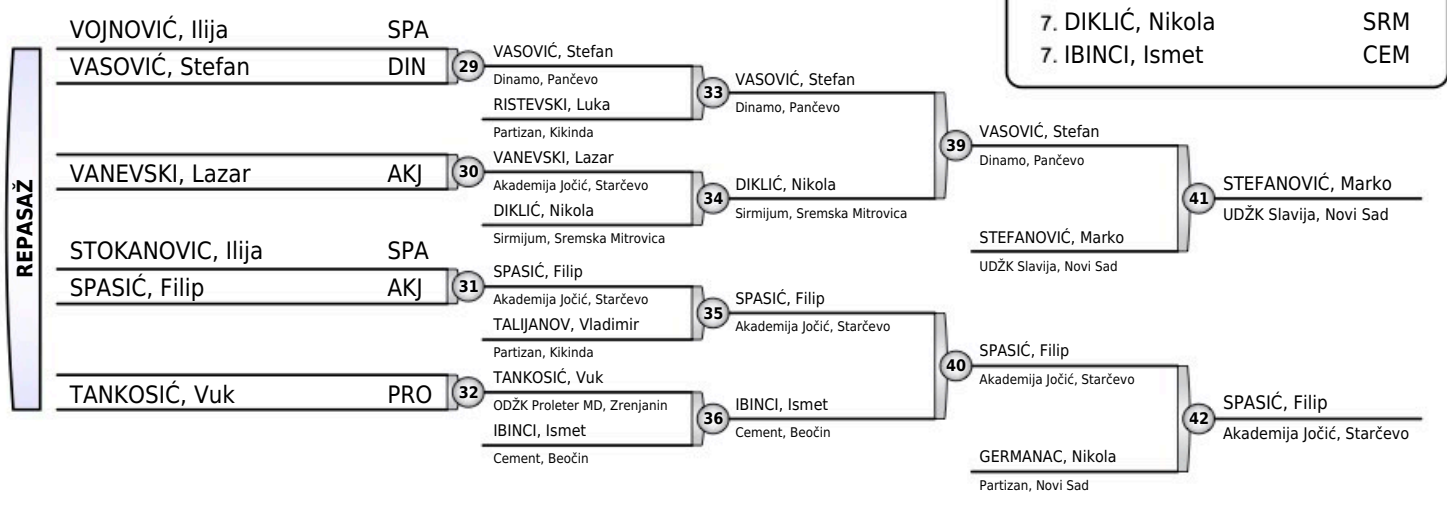 7. DIKLIĆ, Nikola SRM
7. IBINCI, Ismet CEM
REPASAŽ
VOJNOVIĆ, Ilija SPA
VASOVIĆ, Stefan DIN
VANEVSKI, Lazar AKJ
STOKANOVIC, Ilija SPA
SPASIĆ, Filip AKJ
TANKOSIĆ, Vuk PRO
29
VASOVIĆ, Stefan
Dinamo, Pančevo
RISTEVSKI, Luka
Partizan, Kikinda
30
VANEVSKI, Lazar
Akademija Jočić, Starčevo
DIKLIĆ, Nikola
Sirmijum, Sremska Mitrovica
31
SPASIĆ, Filip
Akademija Jočić, Starčevo
TALIJANOV, Vladimir
Partizan, Kikinda
32
TANKOSIĆ, Vuk
ODŽK Proleter MD, Zrenjanin
IBINCI, Ismet
Cement, Beočin
33
VASOVIĆ, Stefan
Dinamo, Pančevo
34
DIKLIĆ, Nikola
Sirmijum, Sremska Mitrovica
35
SPASIĆ, Filip
Akademija Jočić, Starčevo
36
IBINCI, Ismet
Cement, Beočin
39
VASOVIĆ, Stefan
Dinamo, Pančevo
STEFANOVIĆ, Marko
UDŽK Slavija, Novi Sad
40
SPASIĆ, Filip
Akademija Jočić, Starčevo
GERMANAC, Nikola
Partizan, Novi Sad
41
STEFANOVIĆ, Marko
UDŽK Slavija, Novi Sad
42
SPASIĆ, Filip
Akademija Jočić, Starčevo